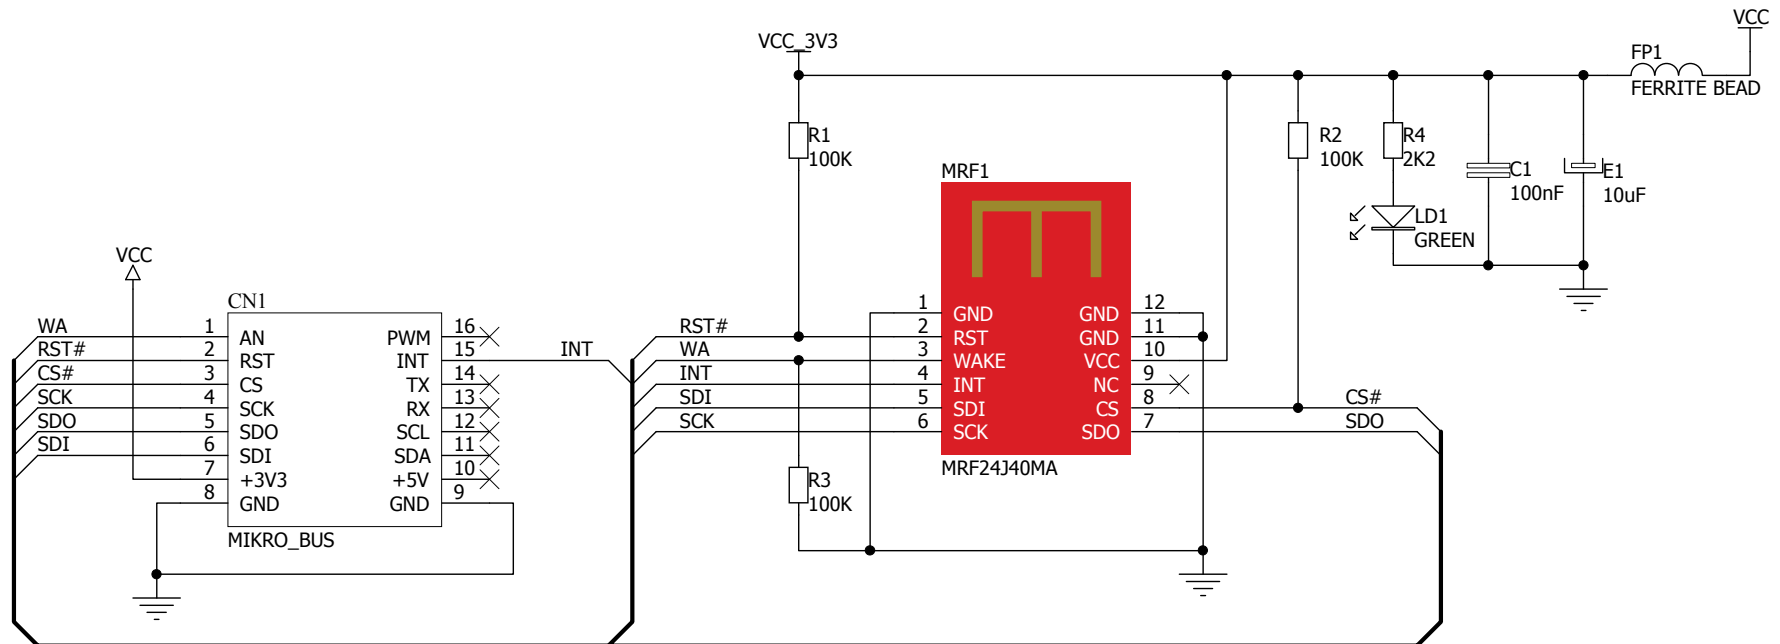 VCC
VCC_3V3
FP1
FERRITE BEAD
R1
100K
R2
100K
R4
2K2
C1
100nF
E1
10uF
LD1
GREEN
MRF1
VCC
CN1
WA
RST#
CS#
SCK
SDO
SDI
1
2
3
4
5
6
7
8
AN
RST
CS
SCK
SDO
SDI
+3V3
GND
PWM
INT
TX
RX
SCL
SDA
+5V
GND
16
15
14
13
12
11
10
9
INT
MIKRO_BUS
RST#
WA
INT
SDI
SCK
1
2
3
4
5
6
GND
RST
WAKE
INT
SDI
SCK
GND
GND
VCC
NC
CS
SDO
12
11
10
9
8
7
CS#
SDO
MRF24J40MA
R3
100K